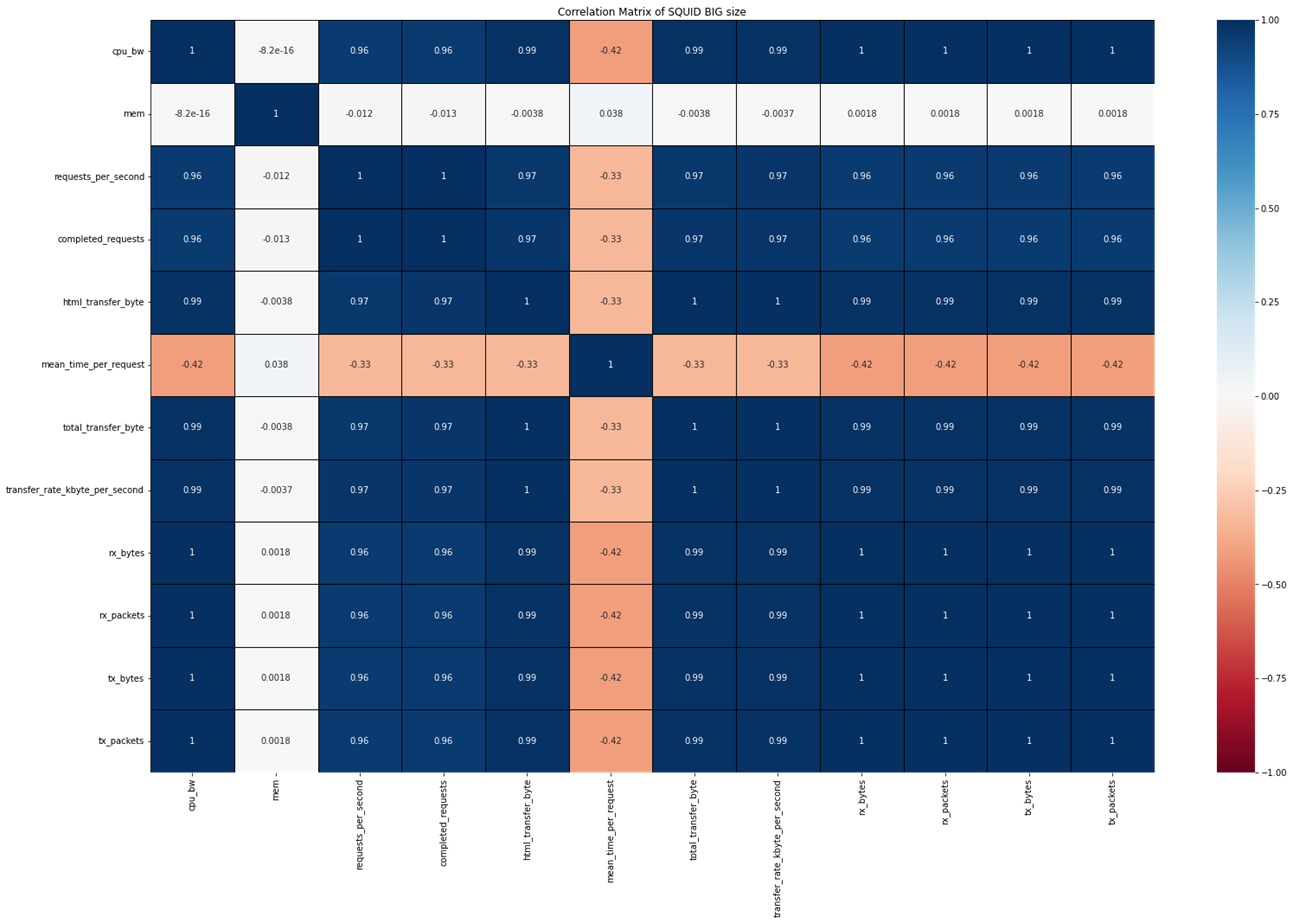 Correlation Matrix of SQUID BIG size
cpu_bw 1 -8.2e-16 0.96 0.96 0.99 -0.42 0.99 0.99 1 1 1 1
mem -8.2e-16 1 -0.012 -0.013 -0.0038 0.038 -0.0038 -0.0037 0.0018 0.0018 0.0018 0.0018
requests_per_second 0.96 -0.012 1 1 0.97 -0.33 0.97 0.97 0.96 0.96 0.96 0.96
completed_requests 0.96 -0.013 1 1 0.97 -0.33 0.97 0.97 0.96 0.96 0.96 0.96
html_transfer_byte 0.99 -0.0038 0.97 0.97 1 -0.33 1 1 0.99 0.99 0.99 0.99
mean_time_per_request -0.42 0.038 -0.33 -0.33 -0.33 1 -0.33 -0.33 -0.42 -0.42 -0.42 -0.42
total_transfer_byte 0.99 -0.0038 0.97 0.97 1 -0.33 1 1 0.99 0.99 0.99 0.99
transfer_rate_kbyte_per_second 0.99 -0.0037 0.97 0.97 1 -0.33 1 1 0.99 0.99 0.99 0.99
rx_bytes 1 0.0018 0.96 0.96 0.99 -0.42 0.99 0.99 1 1 1 1
rx_packets 1 0.0018 0.96 0.96 0.99 -0.42 0.99 0.99 1 1 1 1
tx_bytes 1 0.0018 0.96 0.96 0.99 -0.42 0.99 0.99 1 1 1 1
tx_packets 1 0.0018 0.96 0.96 0.99 -0.42 0.99 0.99 1 1 1 1
cpu_bw
mem
requests_per_second
completed_requests
html_transfer_byte
mean_time_per_request
total_transfer_byte
transfer_rate_kbyte_per_second
rx_bytes
rx_packets
tx_bytes
tx_packets
1.00
0.75
0.50
0.25
0.00
−0.25
−0.50
−0.75
−1.00